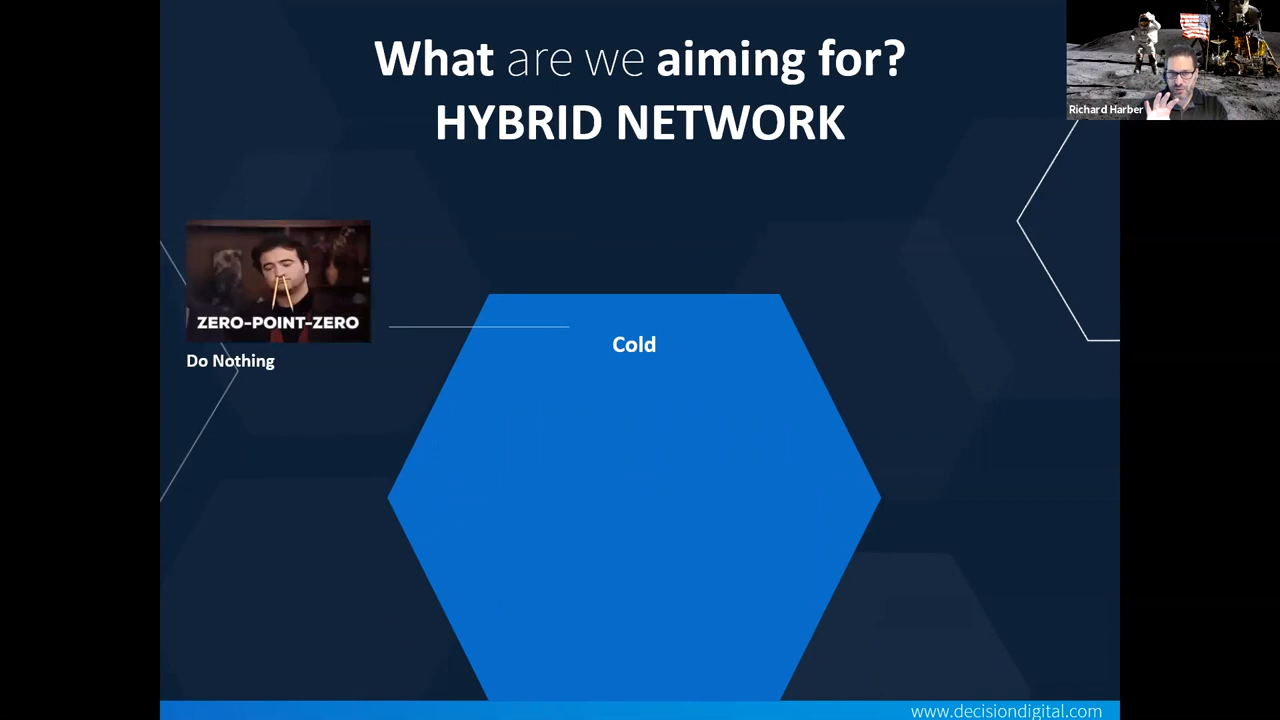 What are we aiming for?
HYBRID NETWORK
Richard Harber
ZERO-POINT-ZERO
Do Nothing
Cold
www.decisiondigital.com